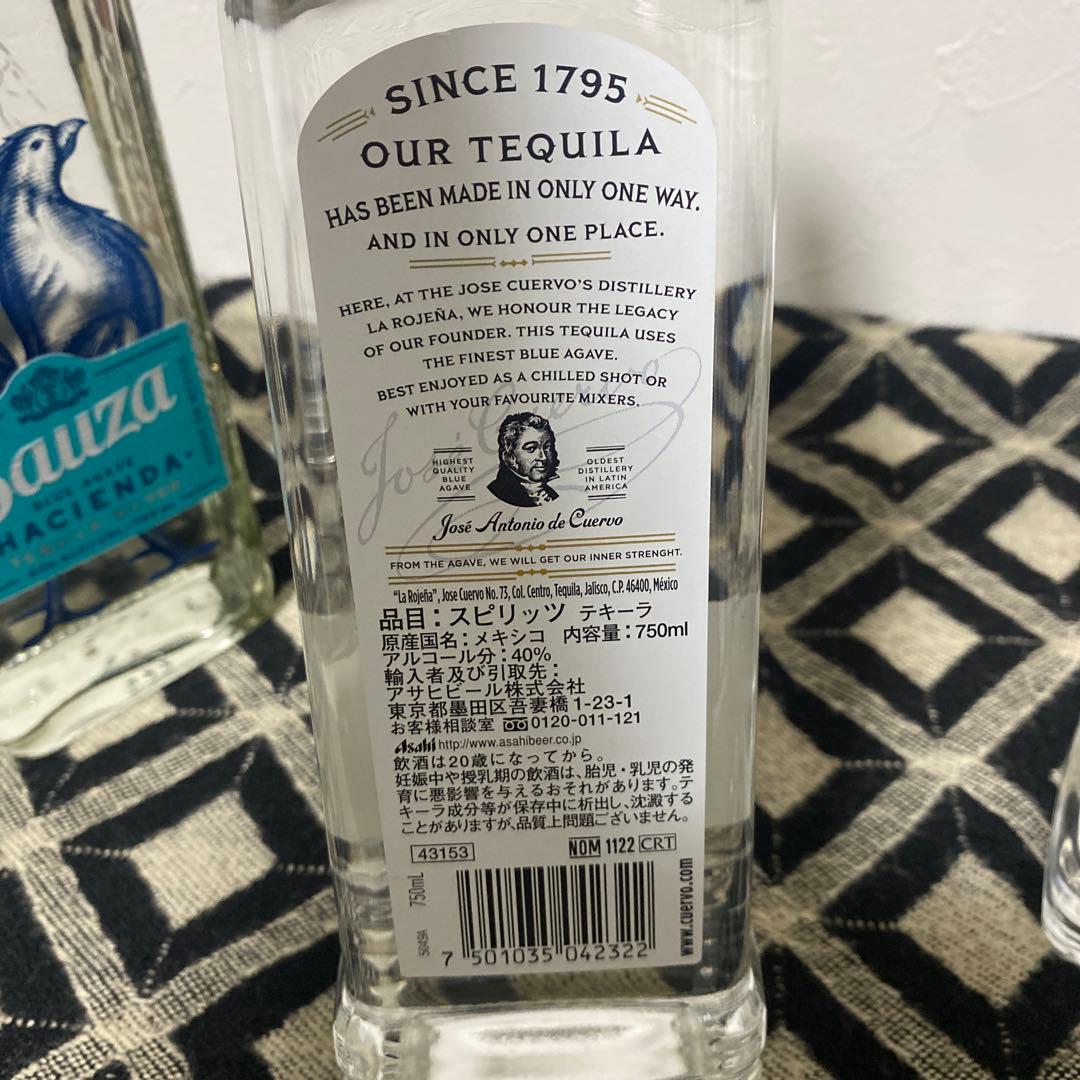 SINCE 1795
OUR TEQUILA
HAS BEEN MADE IN ONLY ONE WAY.
AND IN ONLY ONE PLACE.
HERE, AT THE JOSE CUERVO'S DISTILLERY
LA ROJEÑA, WE HONOUR THE LEGACY
OF OUR FOUNDER. THIS TEQUILA USES
THE FINEST BLUE AGAVE.
BEST ENJOYED AS A CHILLED SHOT OR
WITH YOUR FAVOURITE MIXERS.
José Cuervo
HIGHEST
QUALITY
BLUE
AGAVE
OLDEST
DISTILLERY
IN LATIN
AMERICA
José Antonio de Cuervo
FROM THE AGAVE, WE WILL GET OUR INNER STRENGHT.
"La Rojeña", Jose Cuervo No. 73, Col. Centro, Tequila, Jalisco, C.P. 46400, México
品目：スピリッツ テキーラ
原産国名：メキシコ 内容量：750ml
アルコール分：40%
輸入者及び引取先：
アサヒビール株式会社
東京都墨田区吾妻橋1-23-1
お客様相談室 0120-011-121
Asahi http://www.asahibeer.co.jp
飲酒は20歳になってから。
妊娠中や授乳期の飲酒は、胎児・乳児の発
育に悪影響を与えるおそれがあります。テ
キーラ成分等が保存中に析出し、沈澱する
ことがありますが、品質上問題ございません。
43153
NOM 1122 CRT
750mL
5049A
7 501035 042322
www.cuervo.com
Sauza
BLUE AGAVE
HACIENDA